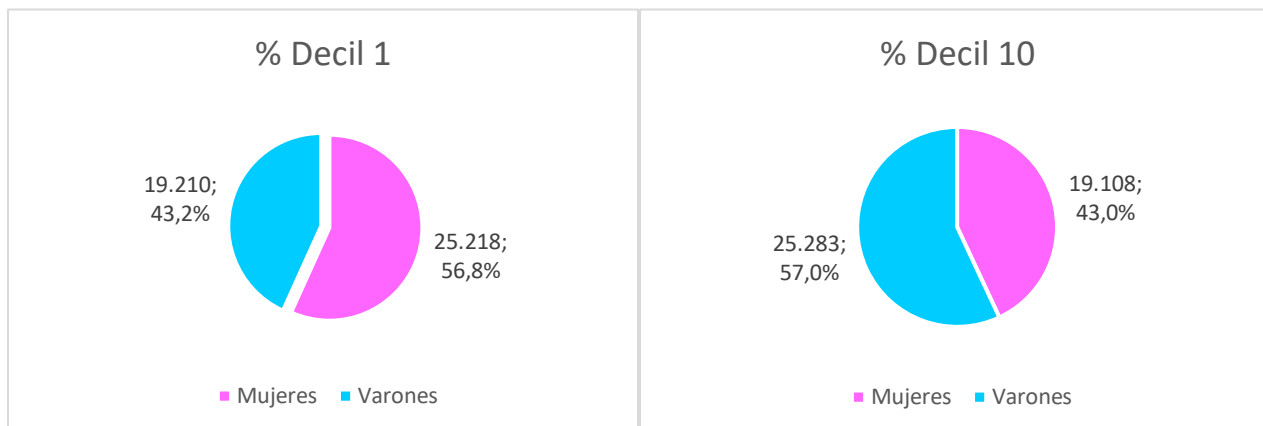 % Decil 1
19.210;
43,2%
25.218;
56,8%
Mujeres Varones
% Decil 10
19.108;
43,0%
25.283;
57,0%
Mujeres Varones